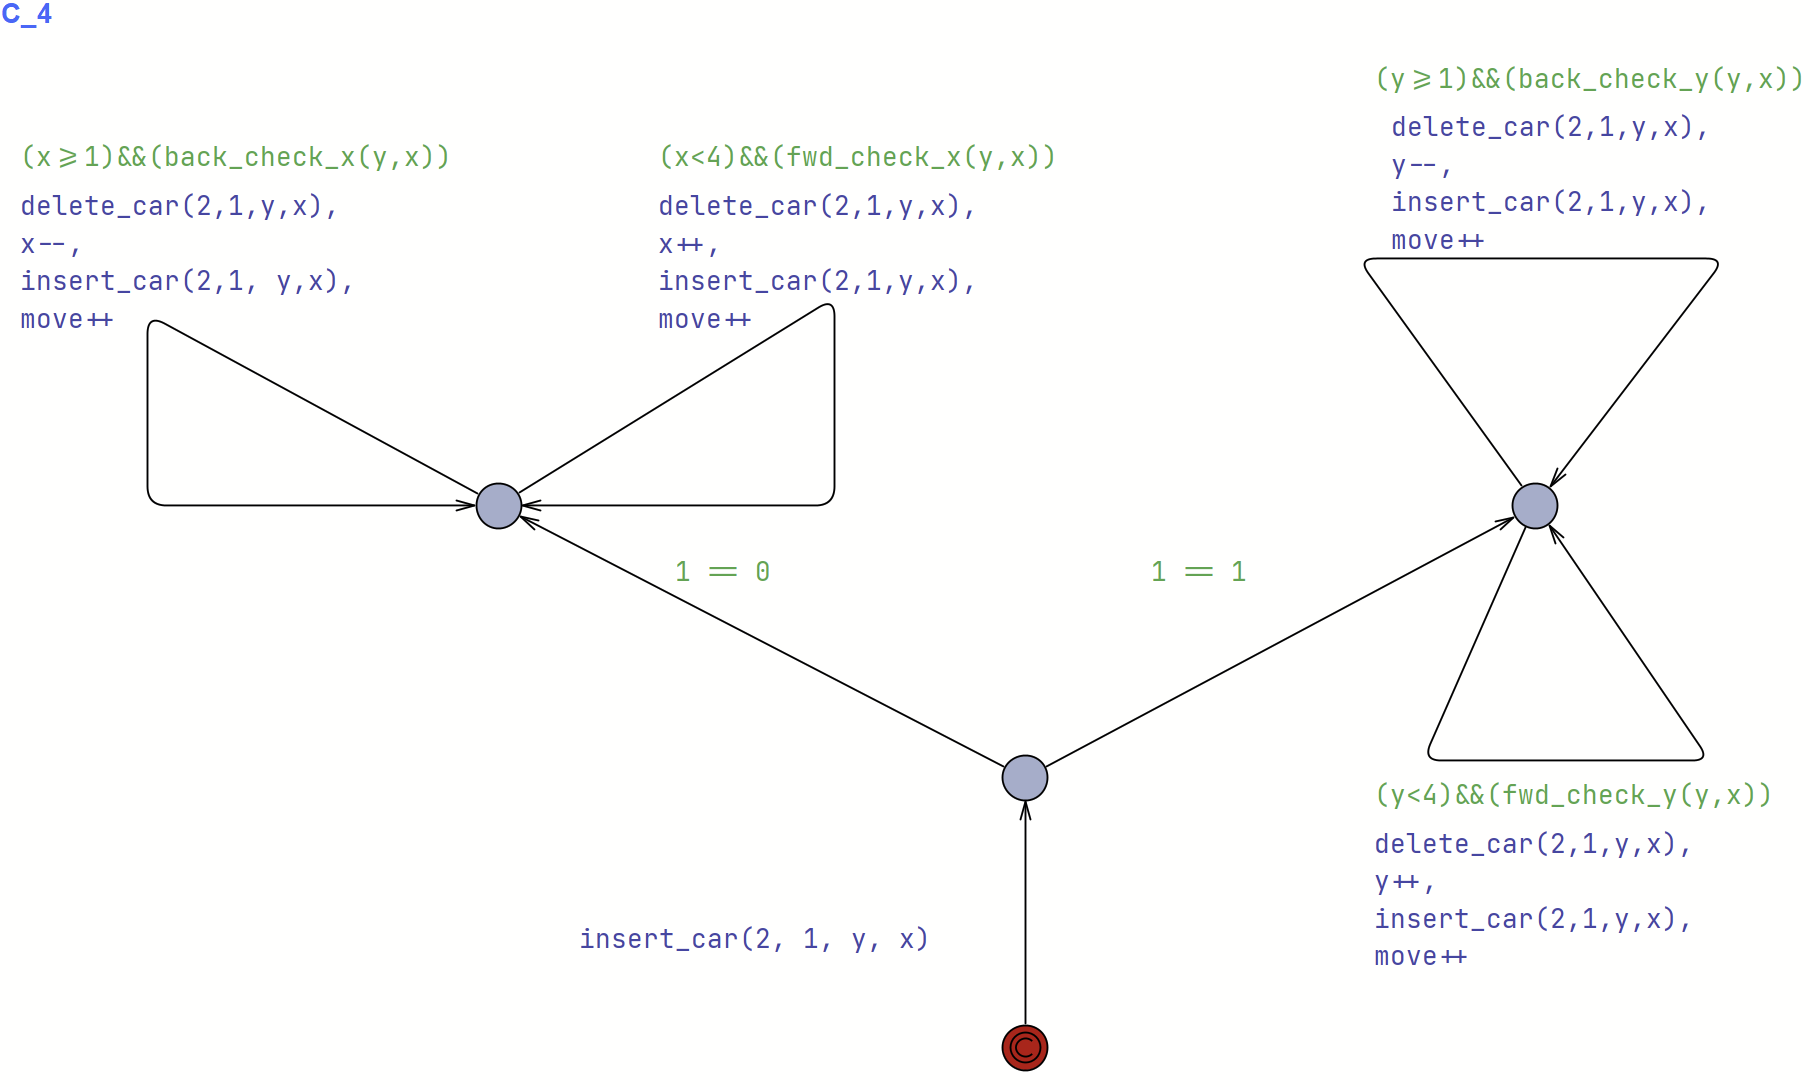 C_4
(x≥1)&&(back_check_x(y,x))
delete_car(2,1,y,x),
x--,
insert_car(2,1, y,x),
move++
(x<4)&&(fwd_check_x(y,x))
delete_car(2,1,y,x),
x++,
insert_car(2,1,y,x),
move++
(y≥1)&&(back_check_y(y,x))
delete_car(2,1,y,x),
y--,
insert_car(2,1,y,x),
move++
1 == 0
1 == 1
(y<4)&&(fwd_check_y(y,x))
delete_car(2,1,y,x),
y++,
insert_car(2,1,y,x),
move++
insert_car(2, 1, y, x)
C